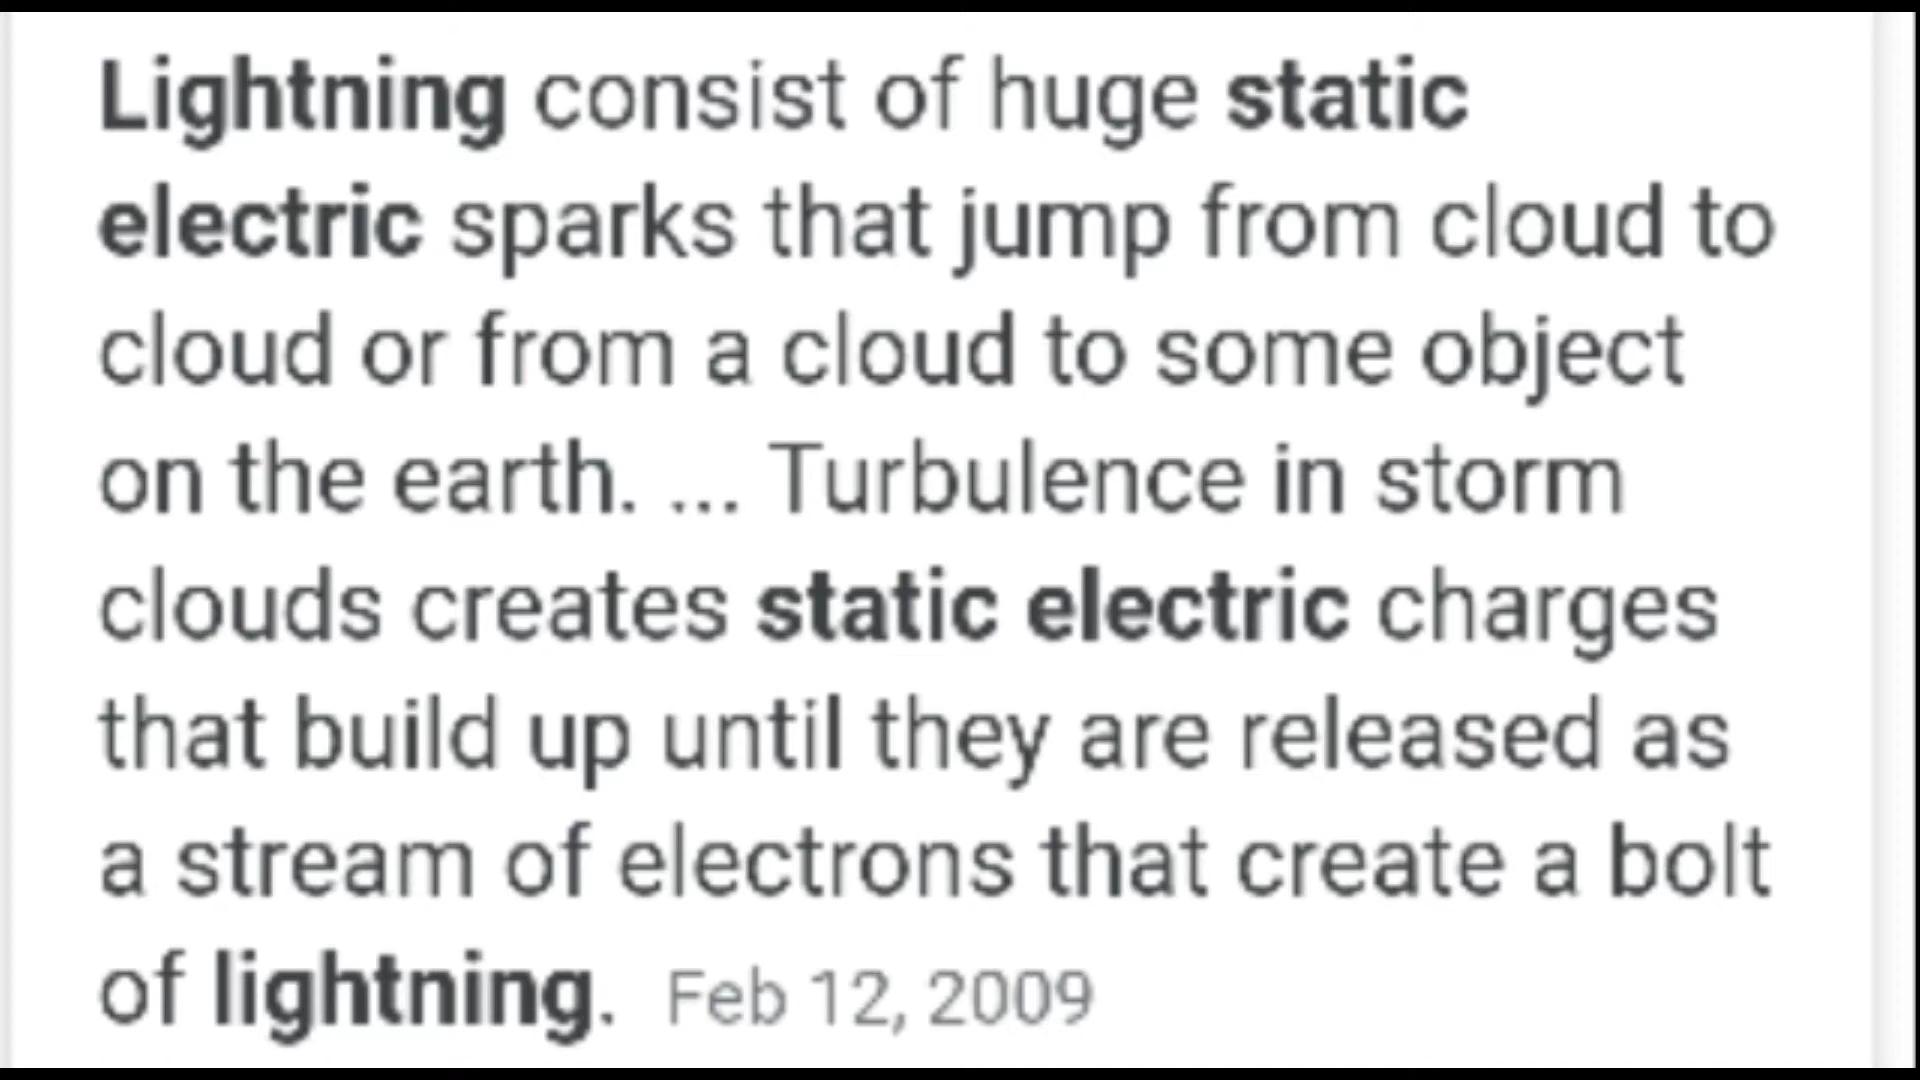 Lightning consist of huge static
electric sparks that jump from cloud to
cloud or from a cloud to some object
on the earth. ... Turbulence in storm
clouds creates static electric charges
that build up until they are released as
a stream of electrons that create a bolt
of lightning. Feb 12, 2009